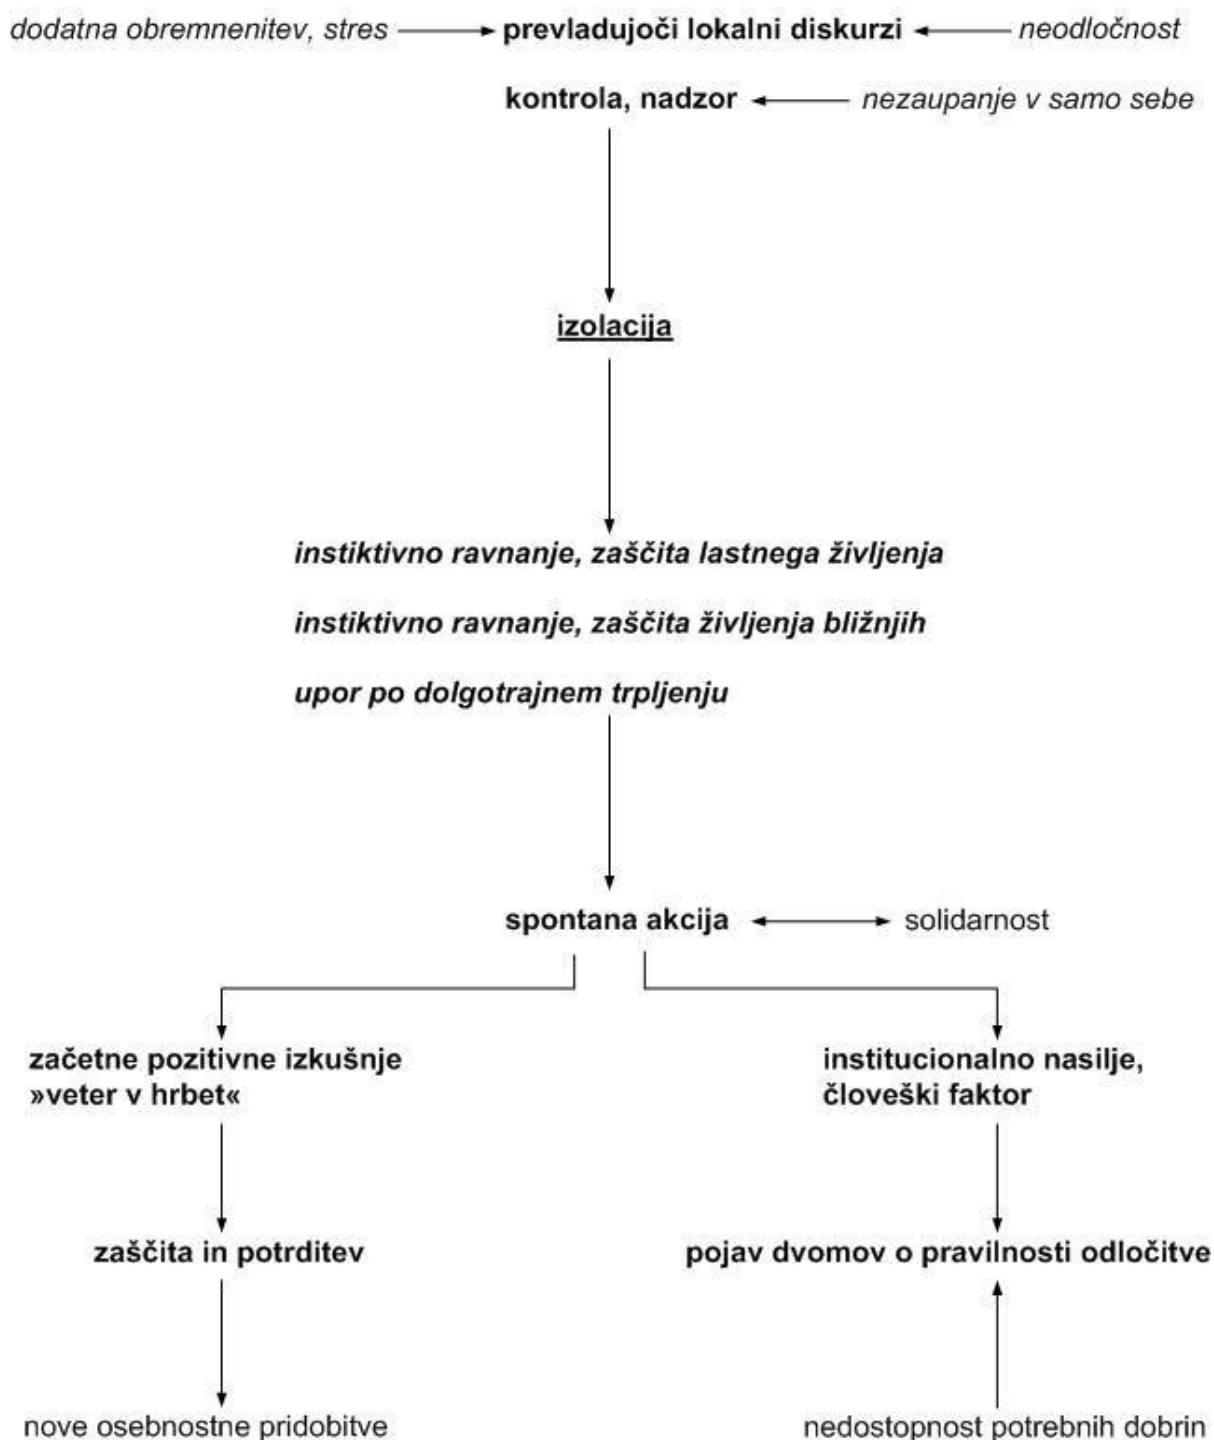 dodatna obremnenitev, stres prevladujoči lokalni diskurzi neodločnost
kontrola, nadzor nezaupanje v samo sebe
izolacija
instiktivno ravnanje, zaščita lastnega življenja
instiktivno ravnanje, zaščita življenja bližnjih
upor po dolgotrajnem trpljenju
spontana akcija solidarnost
začetne pozitivne izkušnje
»veter v hrbet«
institucionalno nasilje,
človeški faktor
zaščita in potrditev
pojav dvomov o pravilnosti odločitve
nove osebnostne pridobitve
nedostopnost potrebnih dobrin